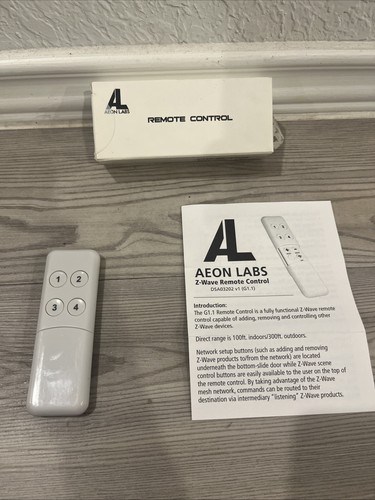 AL
AEON LABS
REMOTE CONTROL
1 2
3 4
AL
AEON LABS
Z-Wave Remote Control
DSA03202 v1 (G1.1)
Introduction:
The G1.1 Remote Control is a fully functional Z-Wave remote
control capable of adding, removing and controlling other
Z-Wave devices.
Direct range is 100ft. indoors/300ft. outdoors.
Network setup buttons (such as adding and removing
Z-Wave products to/from the network) are located
underneath the bottom-slide door while Z-Wave scene
control buttons are easily available to the user on the top of
the remote control. By taking advantage of the Z-Wave
mesh network, commands can be routed to their
destination via intermediary "listening" Z-Wave products.